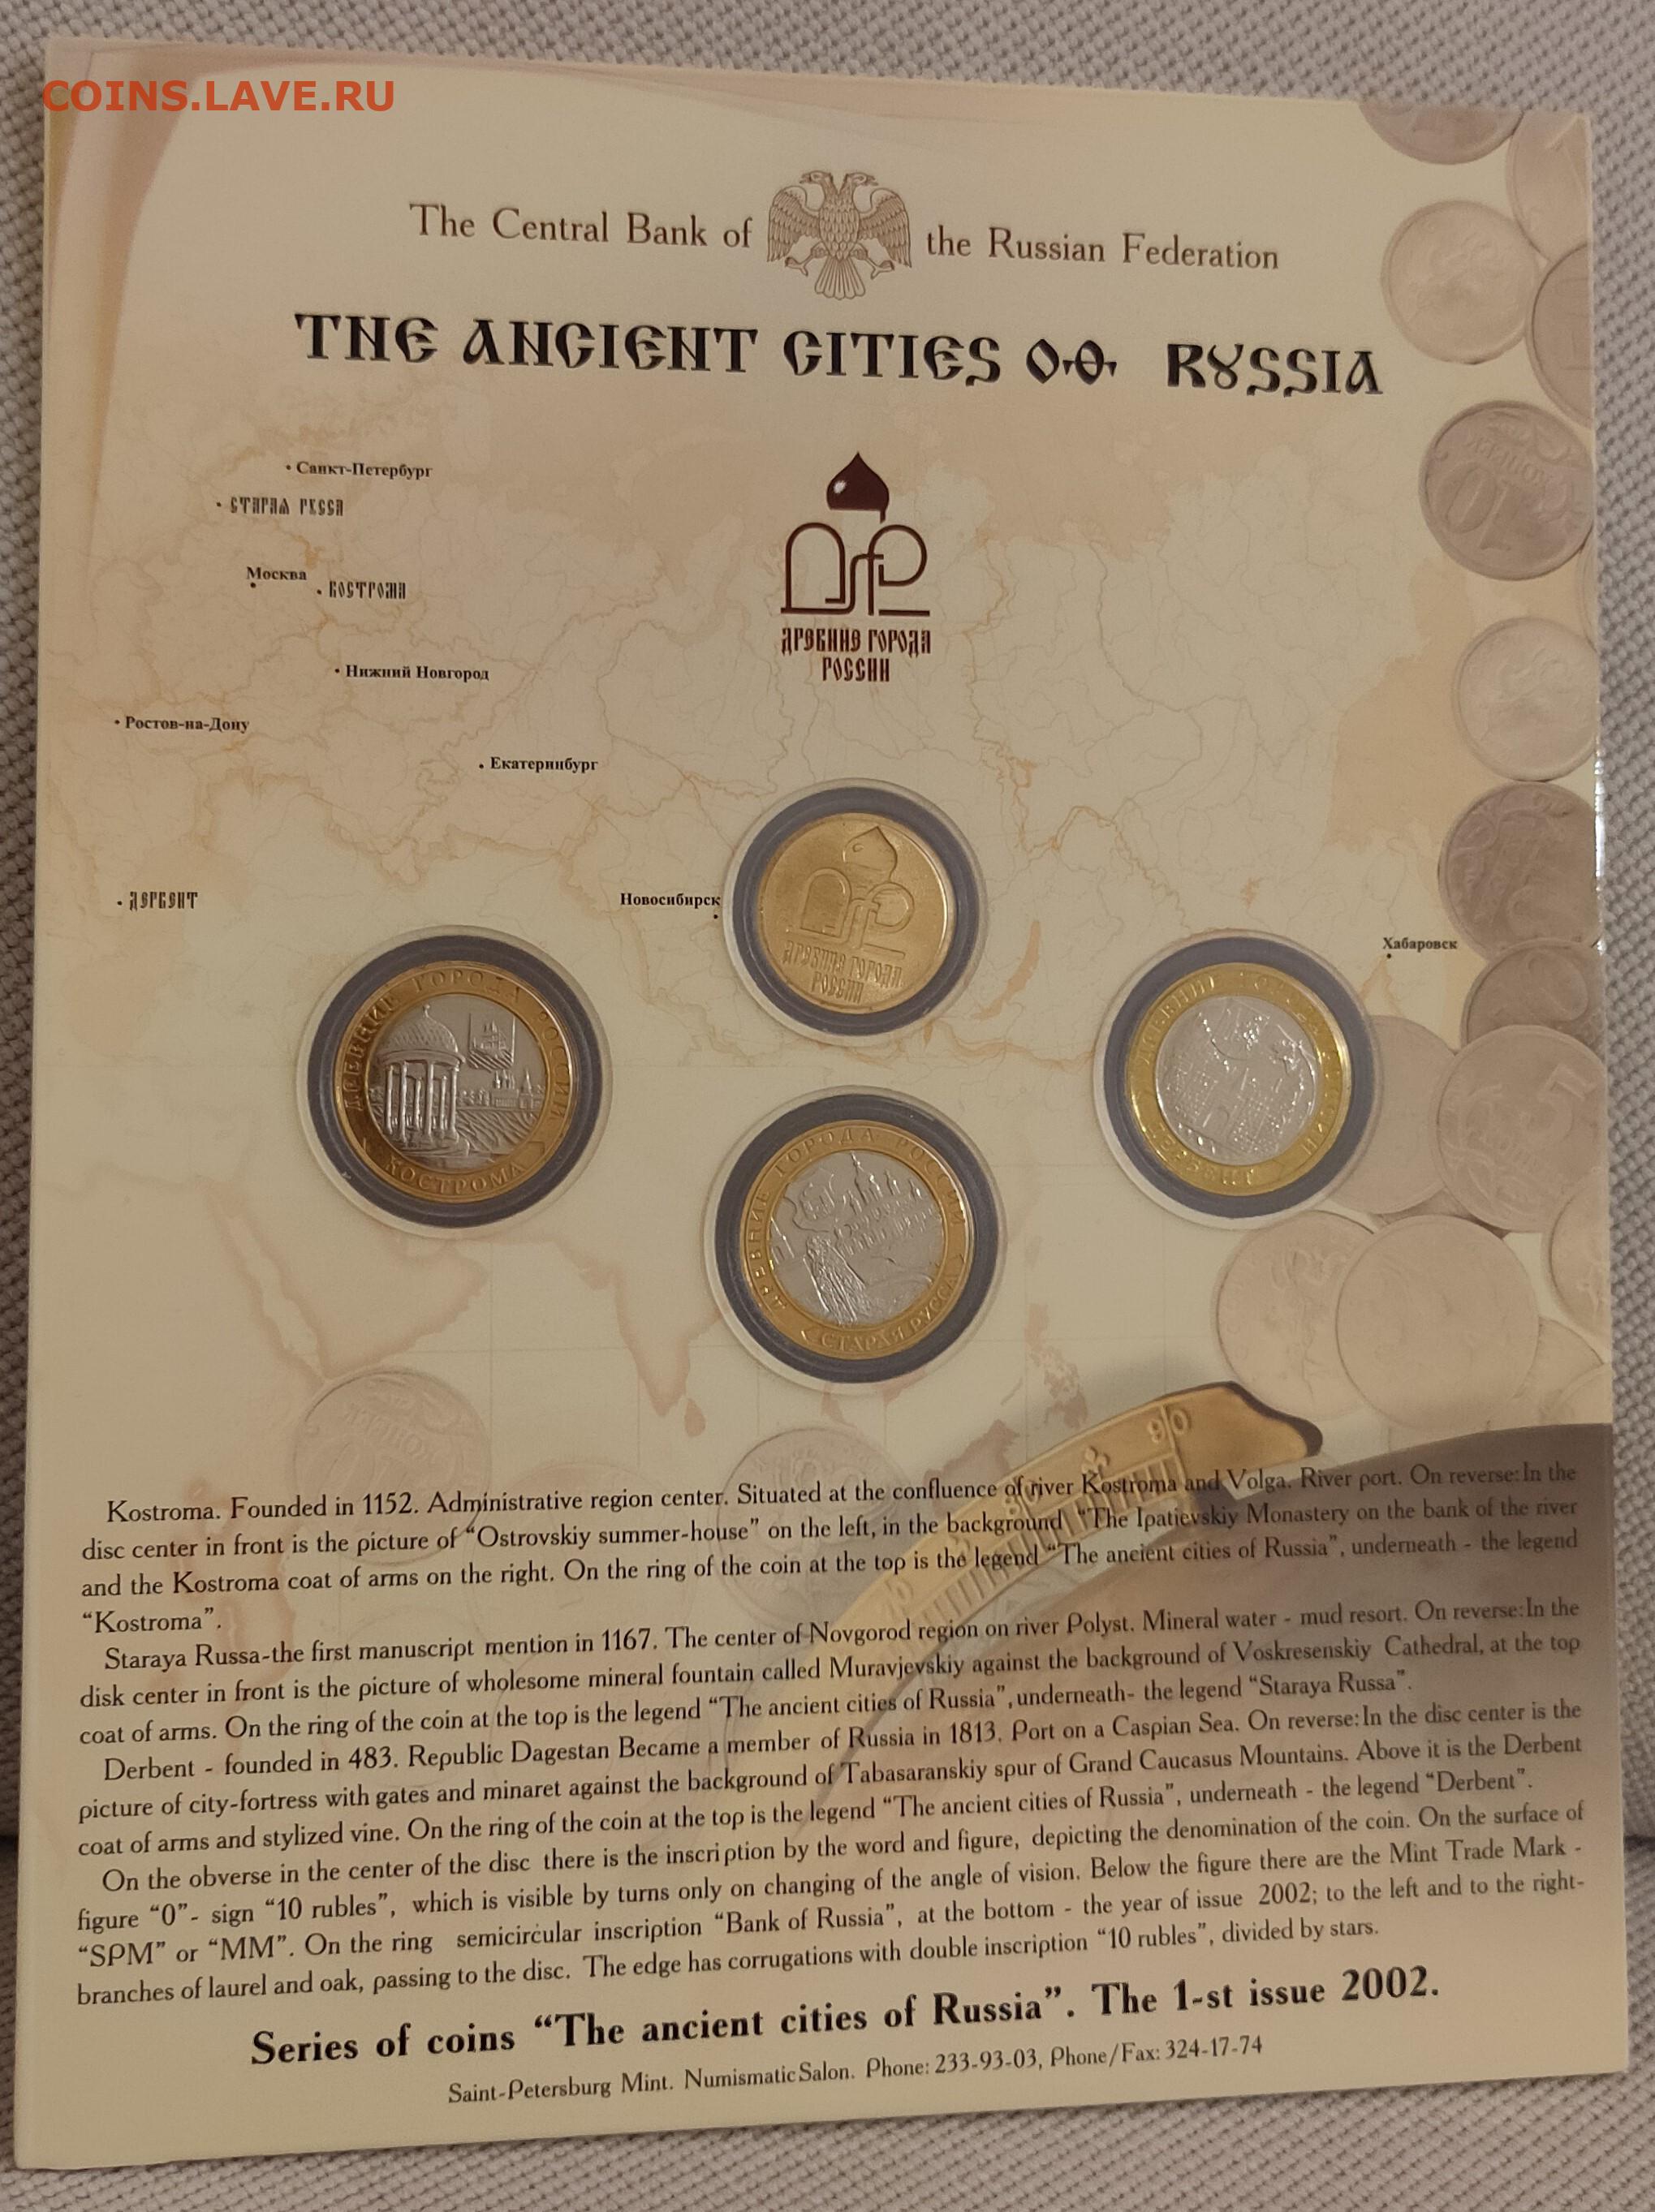 COINS.LAVE.RU
The Central Bank of the Russian Federation
THE ANCIENT CITIES OF RUSSIA
• Санкт-Петербург
• СТАРАЯ РУССА
Москва
• КОСТРОМА
• Нижний Новгород
• Ростов-на-Дону
• Екатеринбург
ДРЕВНИЕ ГОРОДА
РОССИИ
• ДЕРБЕНТ
Новосибирск
Хабаровск
ДРЕВНИЕ ГОРОДА
РОССИИ
ДРЕВНИЕ ГОРОДА РОССИИ
КОСТРОМА
ДРЕВНИЕ ГОРОДА РОССИИ
ДЕРБЕНТ
ДРЕВНИЕ ГОРОДА РОССИИ
СТАРАЯ РУССА
90
Kostroma. Founded in 1152. Administrative region center. Situated at the confluence of river Kostroma and Volga. River port. On reverse: In the
disc center in front is the picture of “Ostrovskiy summer-house” on the left, in the background “The Ipatievskiy Monastery on the bank of the river
and the Kostroma coat of arms on the right. On the ring of the coin at the top is the legend “The ancient cities of Russia”, underneath - the legend
“Kostroma”.
Staraya Russa-the first manuscript mention in 1167. The center of Novgorod region on river Polyst. Mineral water - mud resort. On reverse: In the
disk center in front is the picture of wholesome mineral fountain called Muravjevskiy against the background of Voskresenskiy Cathedral, at the top
coat of arms. On the ring of the coin at the top is the legend “The ancient cities of Russia”, underneath- the legend “Staraya Russa”.
Derbent - founded in 483. Republic Dagestan Became a member of Russia in 1813. Port on a Caspian Sea. On reverse: In the disc center is the
picture of city-fortress with gates and minaret against the background of Tabasaranskiy spur of Grand Caucasus Mountains. Above it is the Derbent
coat of arms and stylized vine. On the ring of the coin at the top is the legend “The ancient cities of Russia”, underneath - the legend “Derbent”.
On the obverse in the center of the disc there is the inscription by the word and figure, depicting the denomination of the coin. On the surface of
figure “0”- sign “10 rubles”, which is visible by turns only on changing of the angle of vision. Below the figure there are the Mint Trade Mark -
“SPM” or “MM”. On the ring semicircular inscription “Bank of Russia”, at the bottom - the year of issue 2002; to the left and to the right-
branches of laurel and oak, passing to the disc. The edge has corrugations with double inscription “10 rubles”, divided by stars.
Series of coins “The ancient cities of Russia”. The 1-st issue 2002.
Saint-Petersburg Mint. Numismatic Salon. Phone: 233-93-03, Phone/Fax: 324-17-74